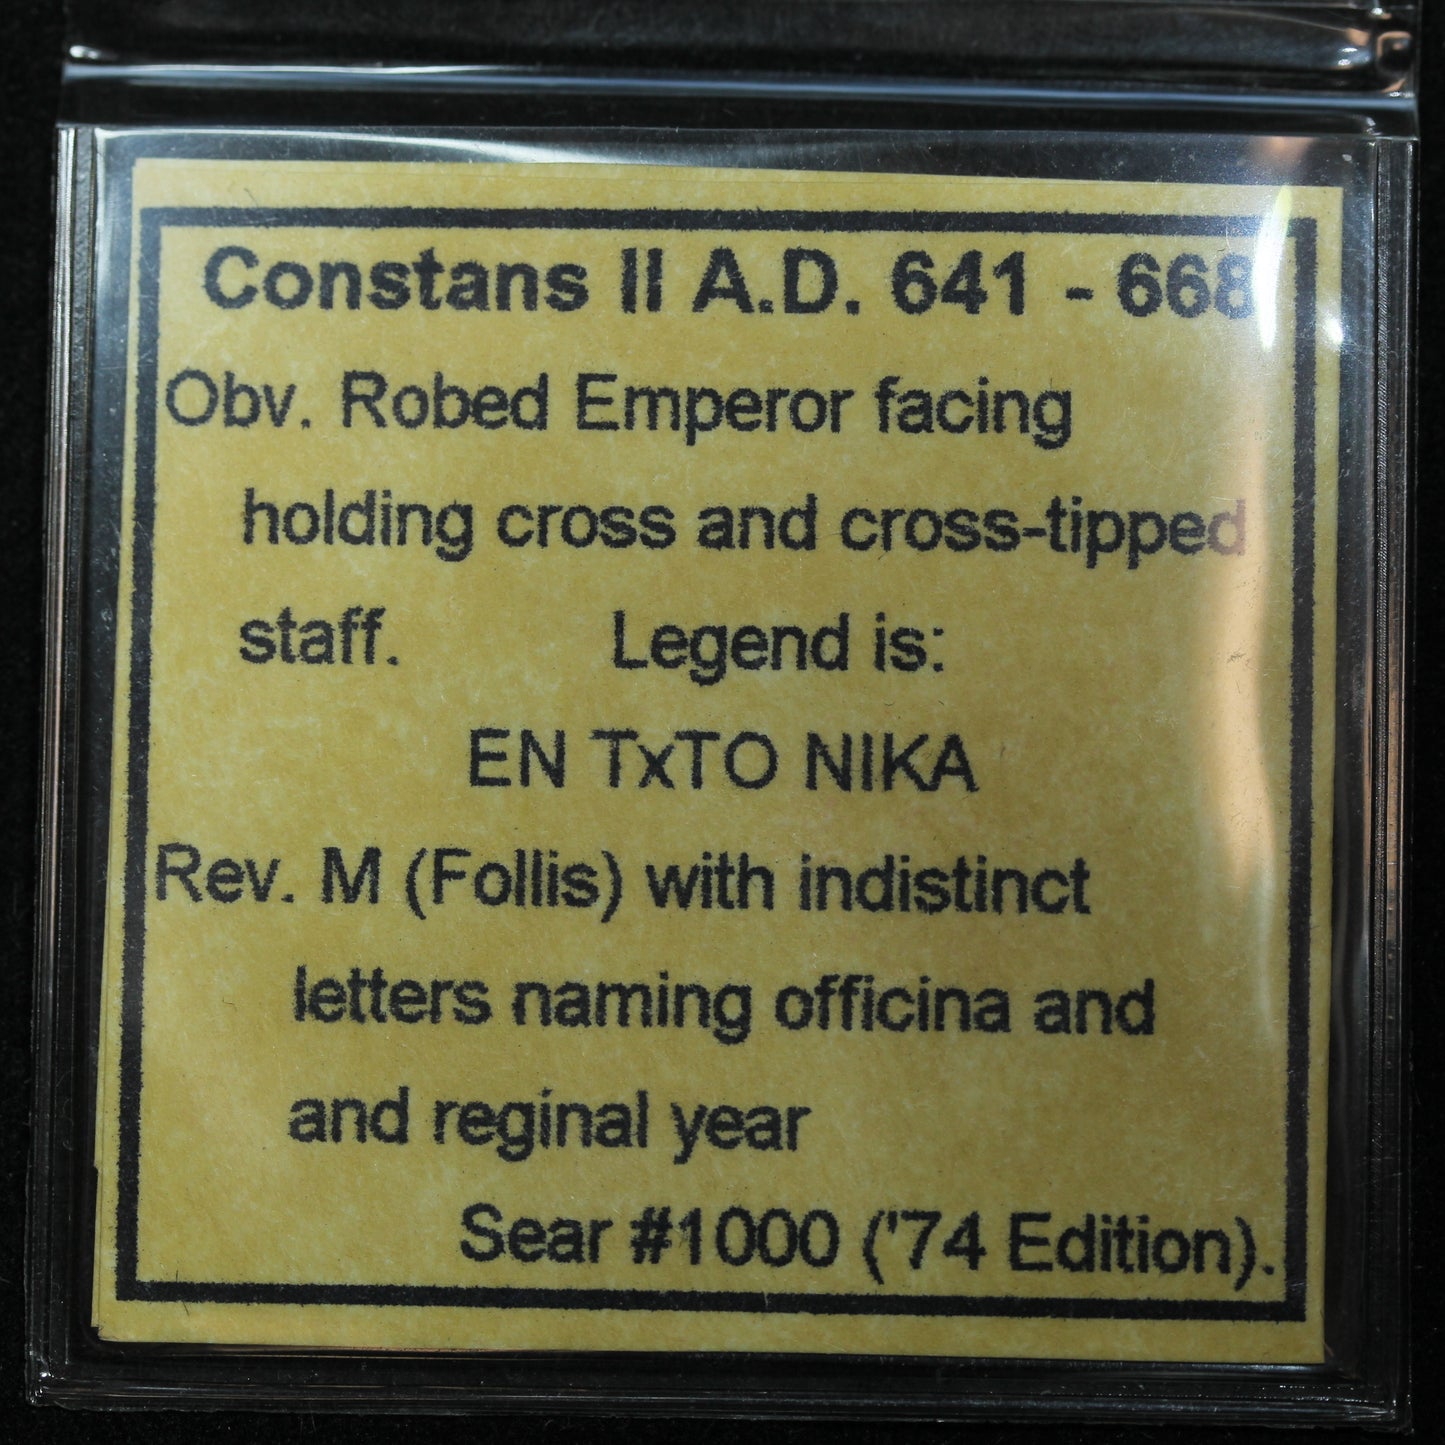 Constans II A.D. 641 - 668
Obv. Robed Emperor facing
holding cross and cross-tipped
staff. Legend is:
EN TxTO NIKA
Rev. M (Follis) with indistinct
letters naming officina and
and reginal year
Sear #1000 ('74 Edition).